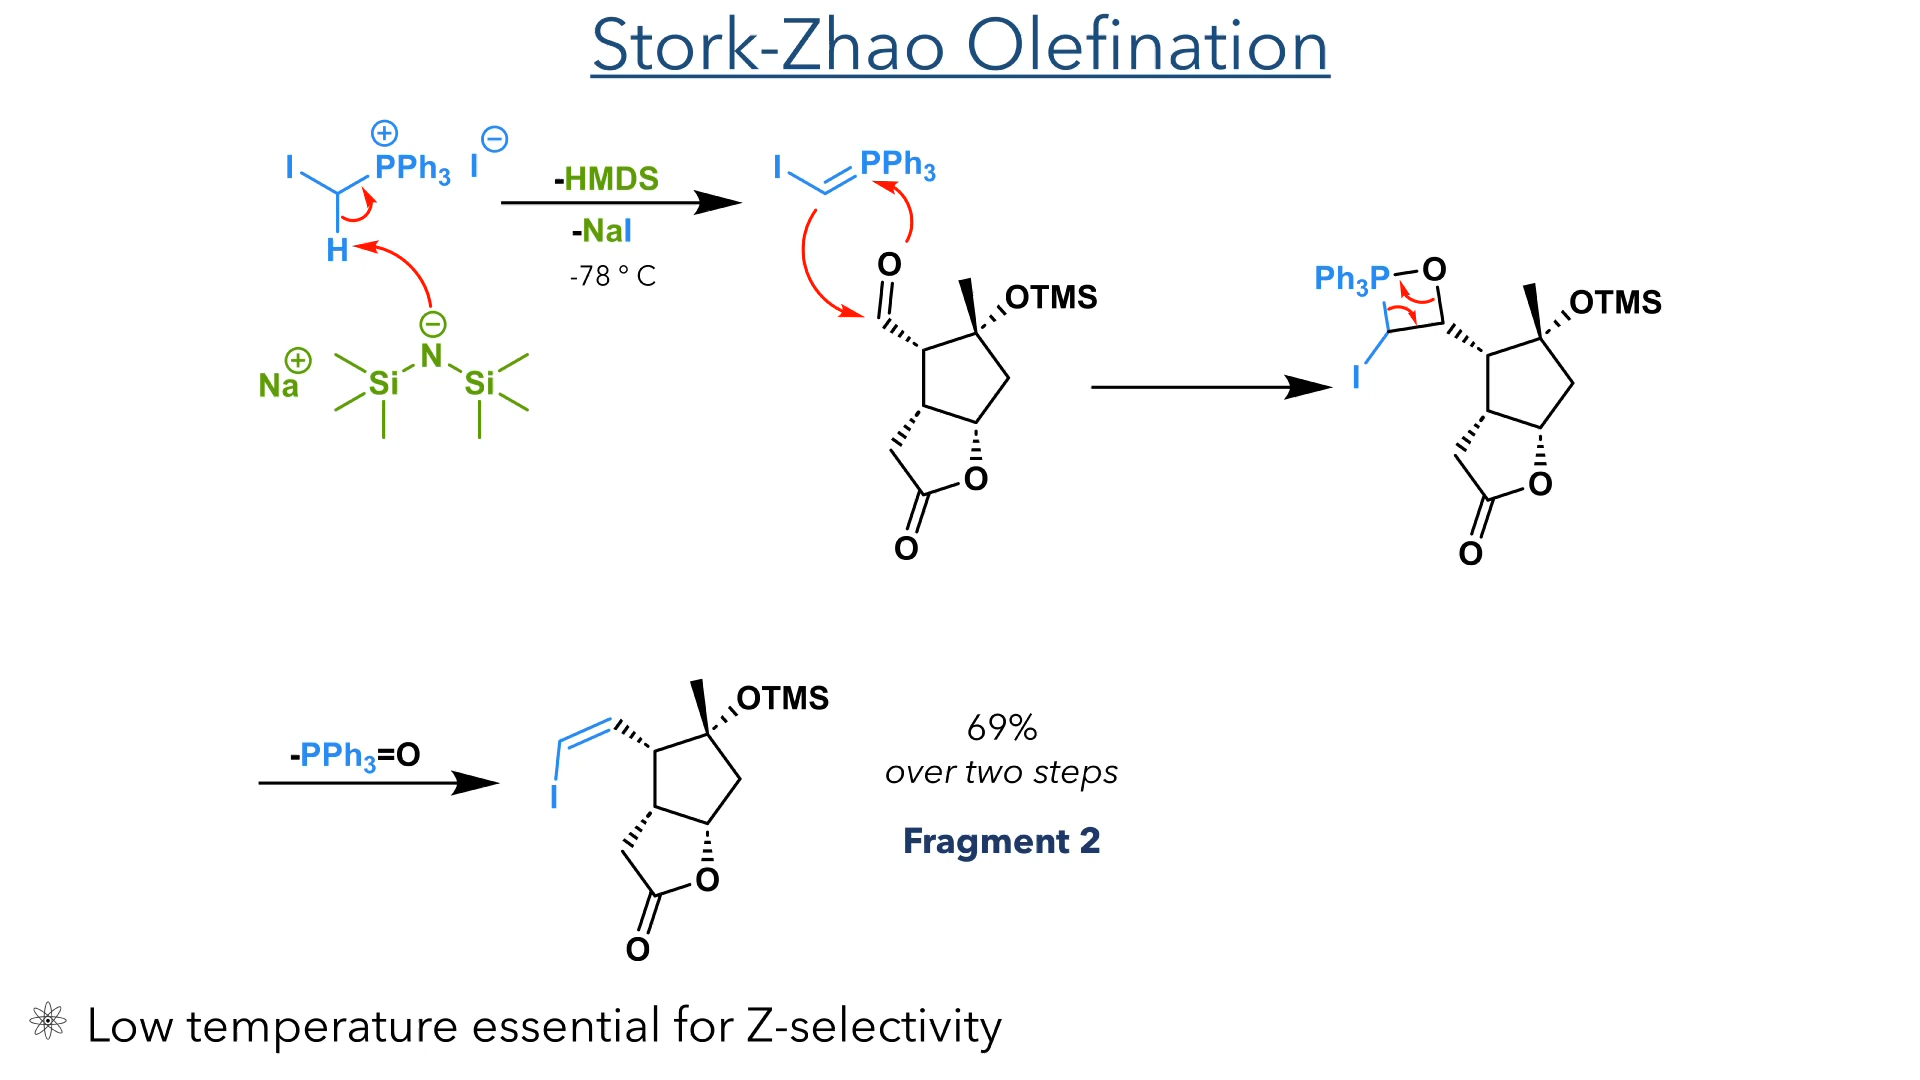 Stork-Zhao Olefination
I
⊕
PPh₃
I
⊖
H
-HMDS
-NaI
-78 ° C
Na
⊕
Si
N
⊖
Si
I
PPh₃
O
OTMS
O
O
Ph₃P
O
I
OTMS
O
O
-PPh₃=O
I
OTMS
O
O
69%
over two steps
Fragment 2
Low temperature essential for Z-selectivity